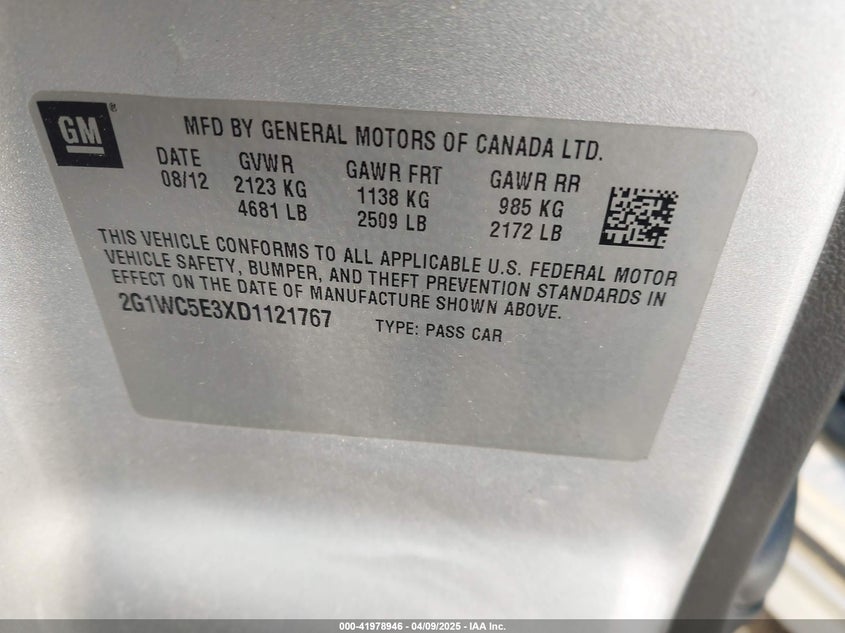 GM ®
MFD BY GENERAL MOTORS OF CANADA LTD.
DATE GVWR GAWR FRT GAWR RR
08/12 2123 KG 1138 KG 985 KG
4681 LB 2509 LB 2172 LB
THIS VEHICLE CONFORMS TO ALL APPLICABLE U.S. FEDERAL MOTOR
VEHICLE SAFETY, BUMPER, AND THEFT PREVENTION STANDARDS IN
EFFECT ON THE DATE OF MANUFACTURE SHOWN ABOVE.
2G1WC5E3XD1121767 TYPE: PASS CAR
000-41978946 - 04/09/2025 - IAA Inc.